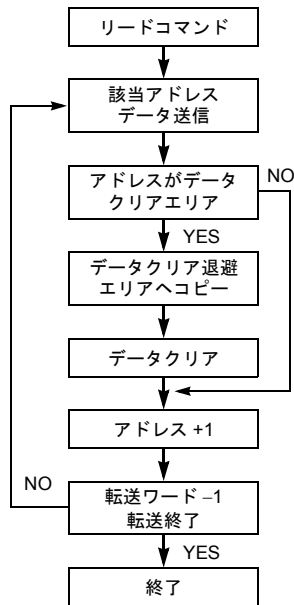 リードコマンド
該当アドレス
データ送信
アドレスがデータ
クリアエリア
NO
YES
データクリア退避
エリアへコピー
データクリア
アドレス +1
NO
転送ワード –1
転送終了
YES
終了